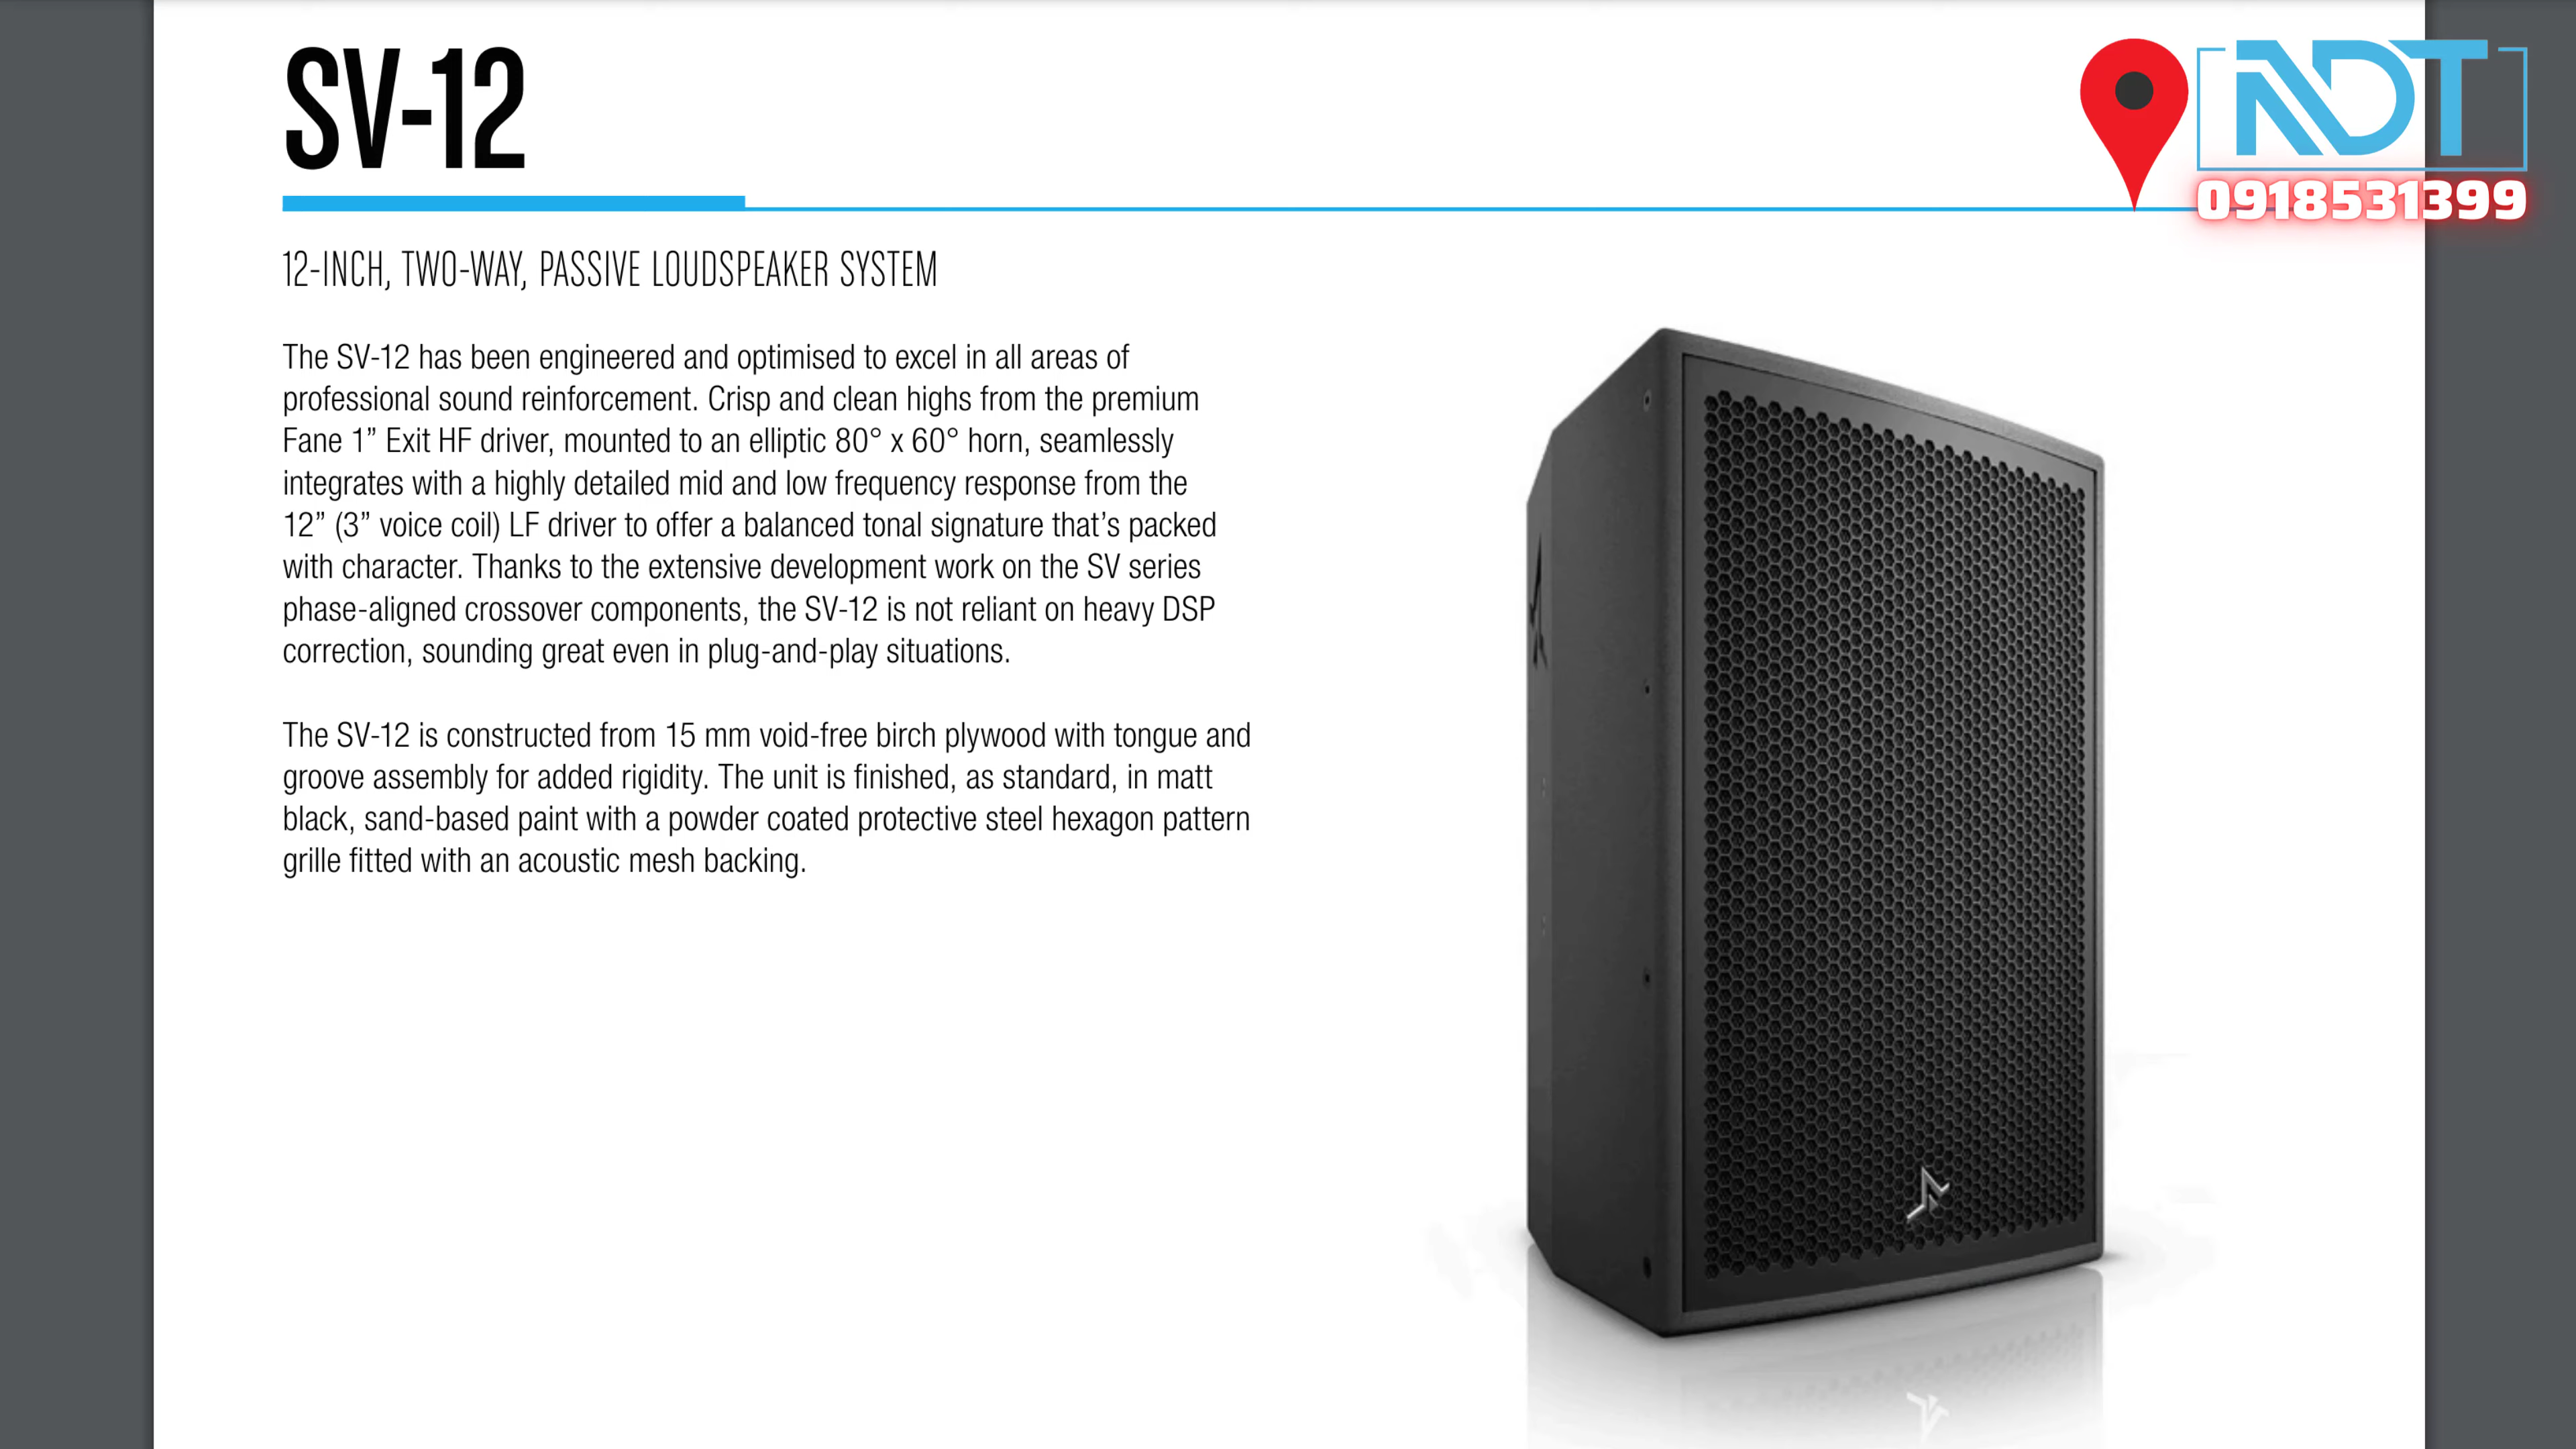 SV-12
NDT
0918531399
12-INCH, TWO-WAY, PASSIVE LOUDSPEAKER SYSTEM
The SV-12 has been engineered and optimised to excel in all areas of
professional sound reinforcement. Crisp and clean highs from the premium
Fane 1” Exit HF driver, mounted to an elliptic 80° x 60° horn, seamlessly
integrates with a highly detailed mid and low frequency response from the
12” (3” voice coil) LF driver to offer a balanced tonal signature that’s packed
with character. Thanks to the extensive development work on the SV series
phase-aligned crossover components, the SV-12 is not reliant on heavy DSP
correction, sounding great even in plug-and-play situations.
The SV-12 is constructed from 15 mm void-free birch plywood with tongue and
groove assembly for added rigidity. The unit is finished, as standard, in matt
black, sand-based paint with a powder coated protective steel hexagon pattern
grille fitted with an acoustic mesh backing.